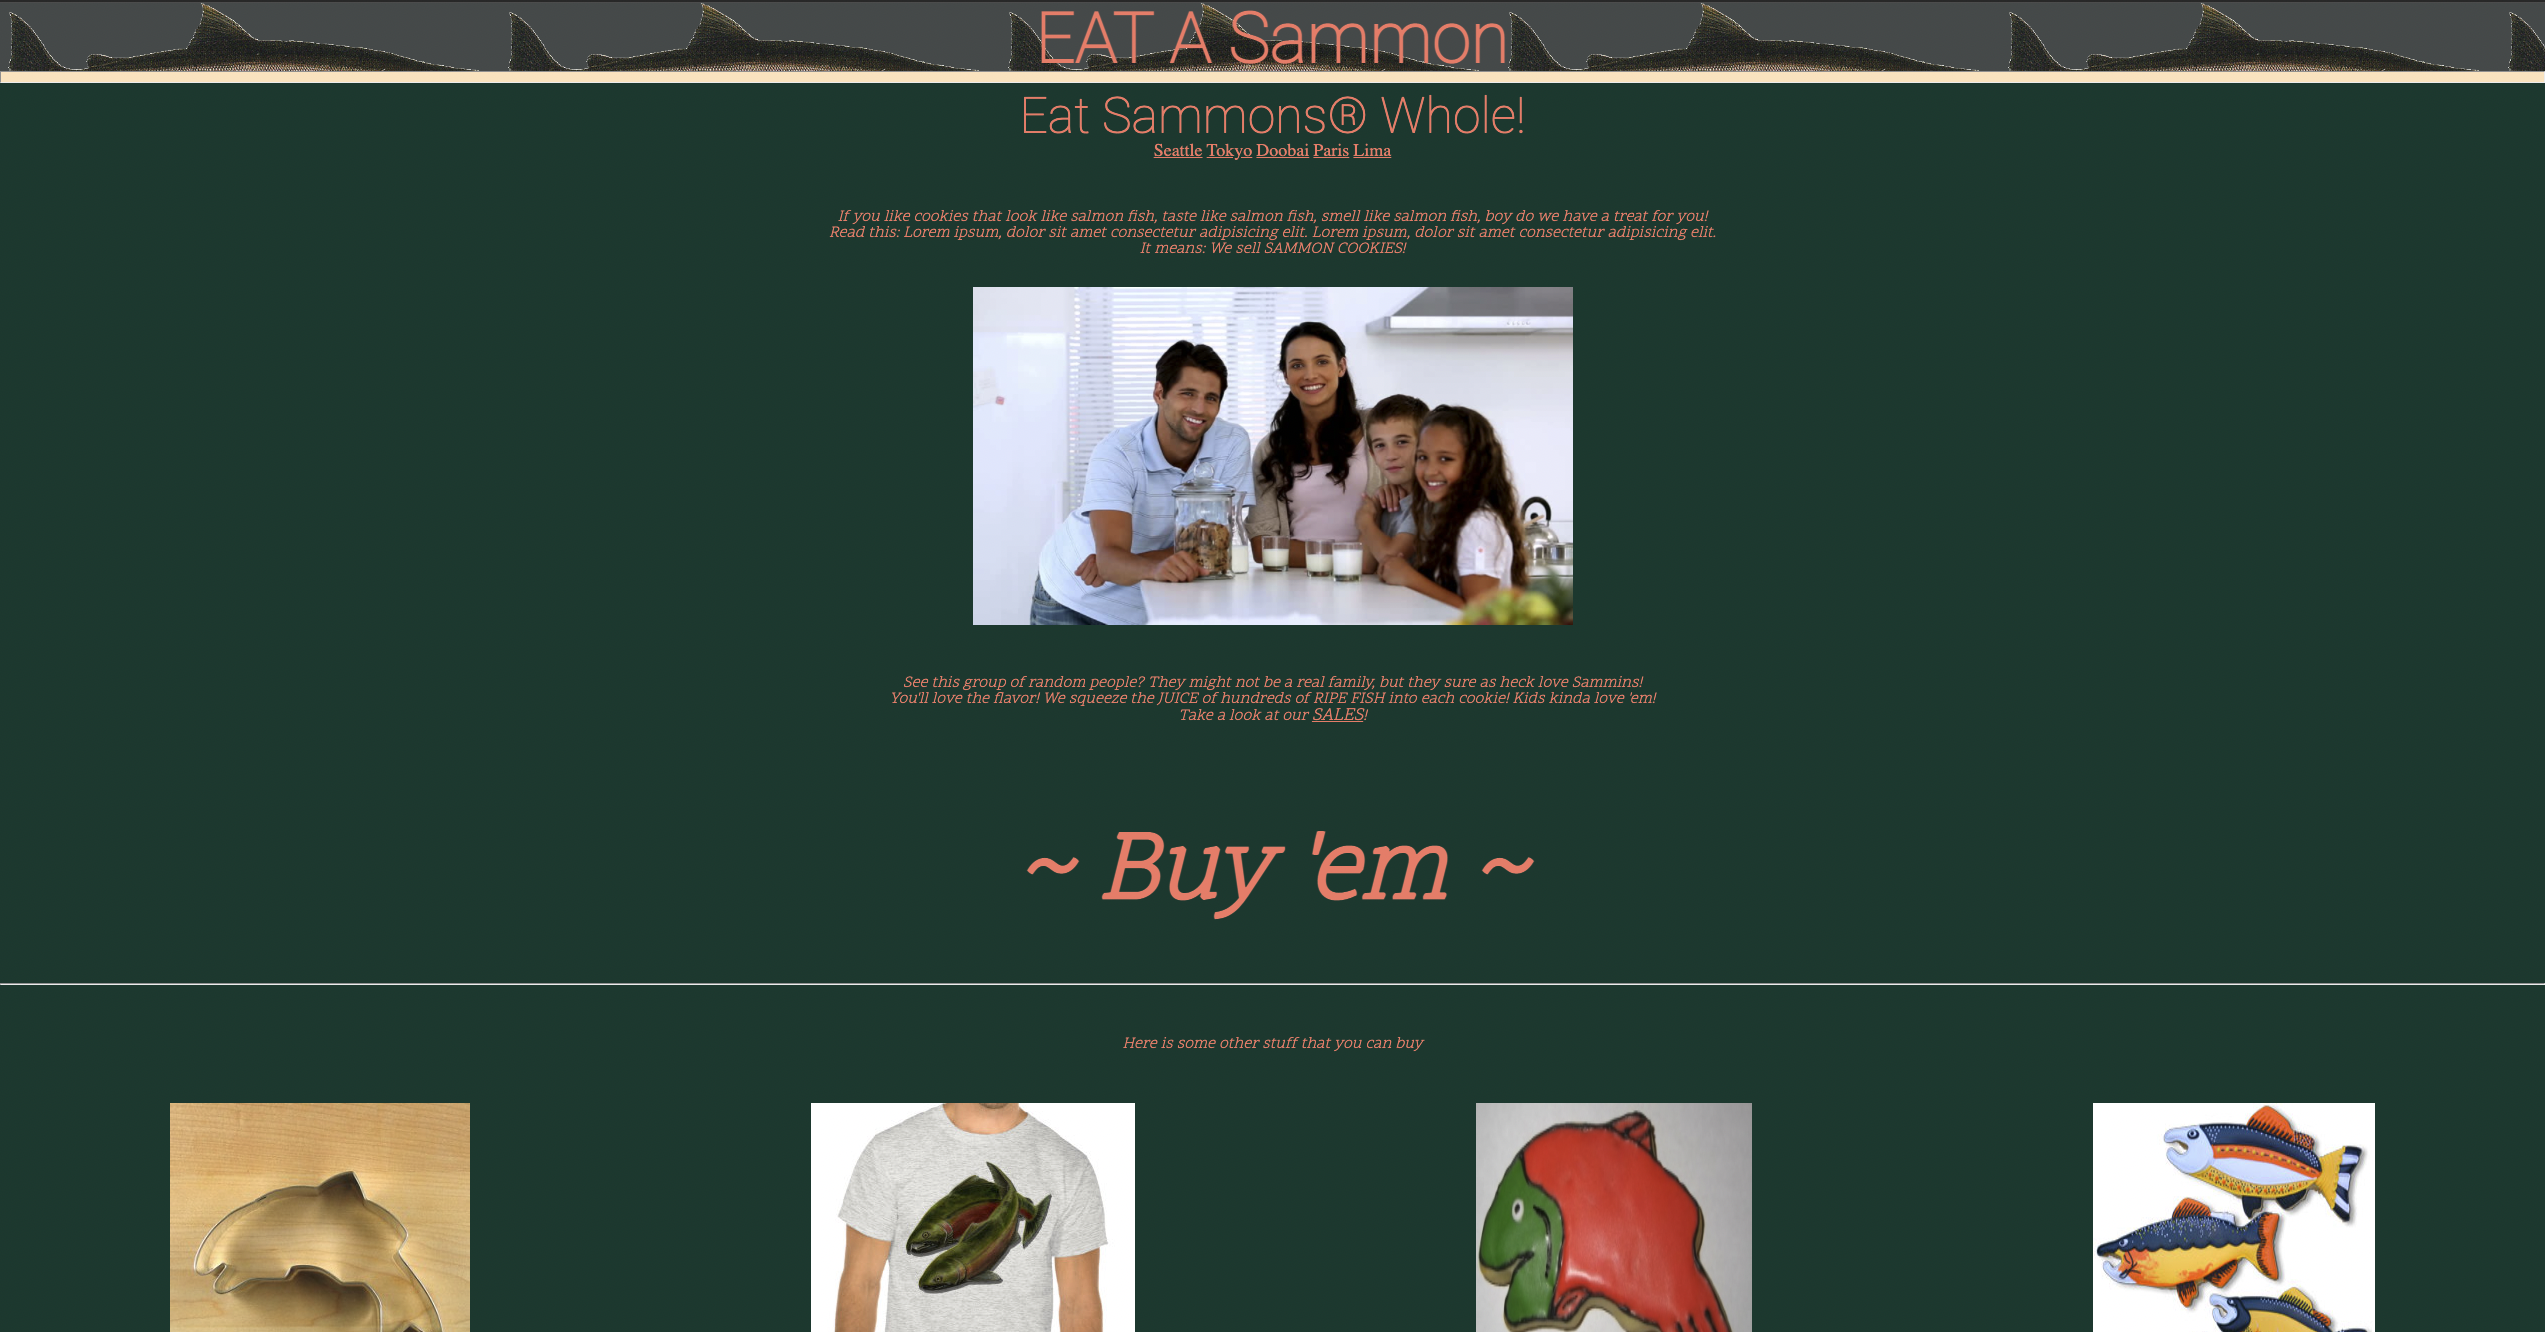 EAT A Sammon
Eat Sammons® Whole!
Seattle Tokyo Doobai Paris Lima
If you like cookies that look like salmon fish, taste like salmon fish, smell like salmon fish, boy do we have a treat for you!
Read this: Lorem ipsum, dolor sit amet consectetur adipisicing elit. Lorem ipsum, dolor sit amet consectetur adipisicing elit.
It means: We sell SAMMON COOKIES!
See this group of random people? They might not be a real family, but they sure as heck love Sammins!
You'll love the flavor! We squeeze the JUICE of hundreds of RIPE FISH into each cookie! Kids kinda love 'em!
Take a look at our SALES!
~ Buy 'em ~
Here is some other stuff that you can buy